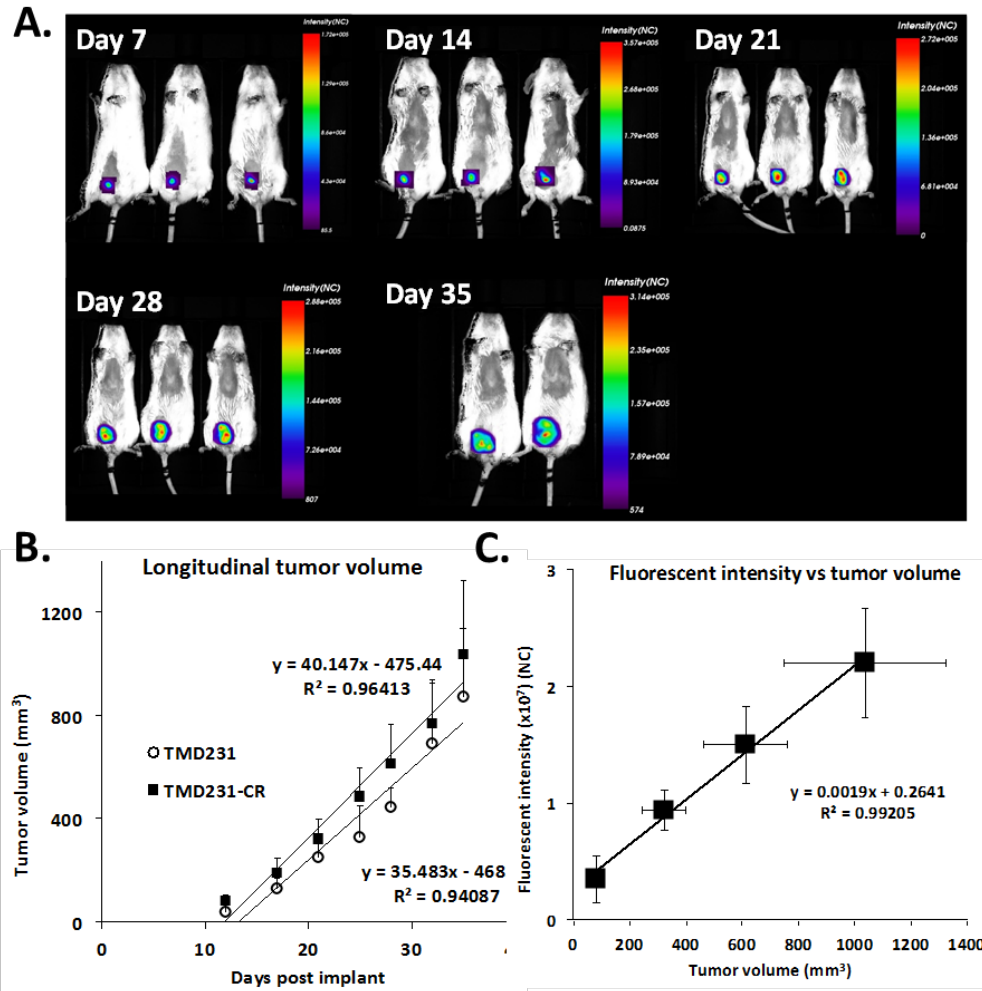 A.
Day 7
Intensity(NC)
1.72e+005
1.29e+005
8.6e+004
4.3e+004
86.5
Day 14
Intensity(NC)
3.57e+005
2.68e+005
1.79e+005
8.93e+004
0.0875
Day 21
Intensity(NC)
2.72e+005
2.04e+005
1.36e+005
6.81e+004
0
Day 28
Intensity(NC)
2.88e+005
2.16e+005
1.44e+005
7.26e+004
807
Day 35
Intensity(NC)
3.14e+005
2.35e+005
1.57e+005
7.89e+004
574
B.
Longitudinal tumor volume
Tumor volume (mm³)
1200
800
400
0
y = 40.147x - 475.44
R² = 0.96413
TMD231
TMD231-CR
y = 35.483x - 468
R² = 0.94087
0
10
20
30
Days post implant
C.
Fluorescent intensity vs tumor volume
Fluorescent intensity (x10⁷) (NC)
3
2
1
0
y = 0.0019x + 0.2641
R² = 0.99205
0
200
400
600
800
1000
1200
1400
Tumor volume (mm³)